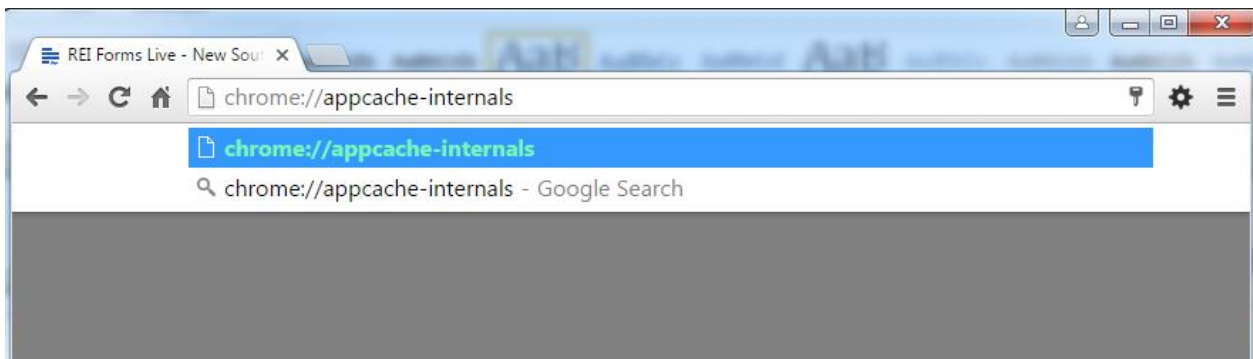 REI Forms Live - New Sout
chrome://appcache-internals
chrome://appcache-internals
chrome://appcache-internals - Google Search